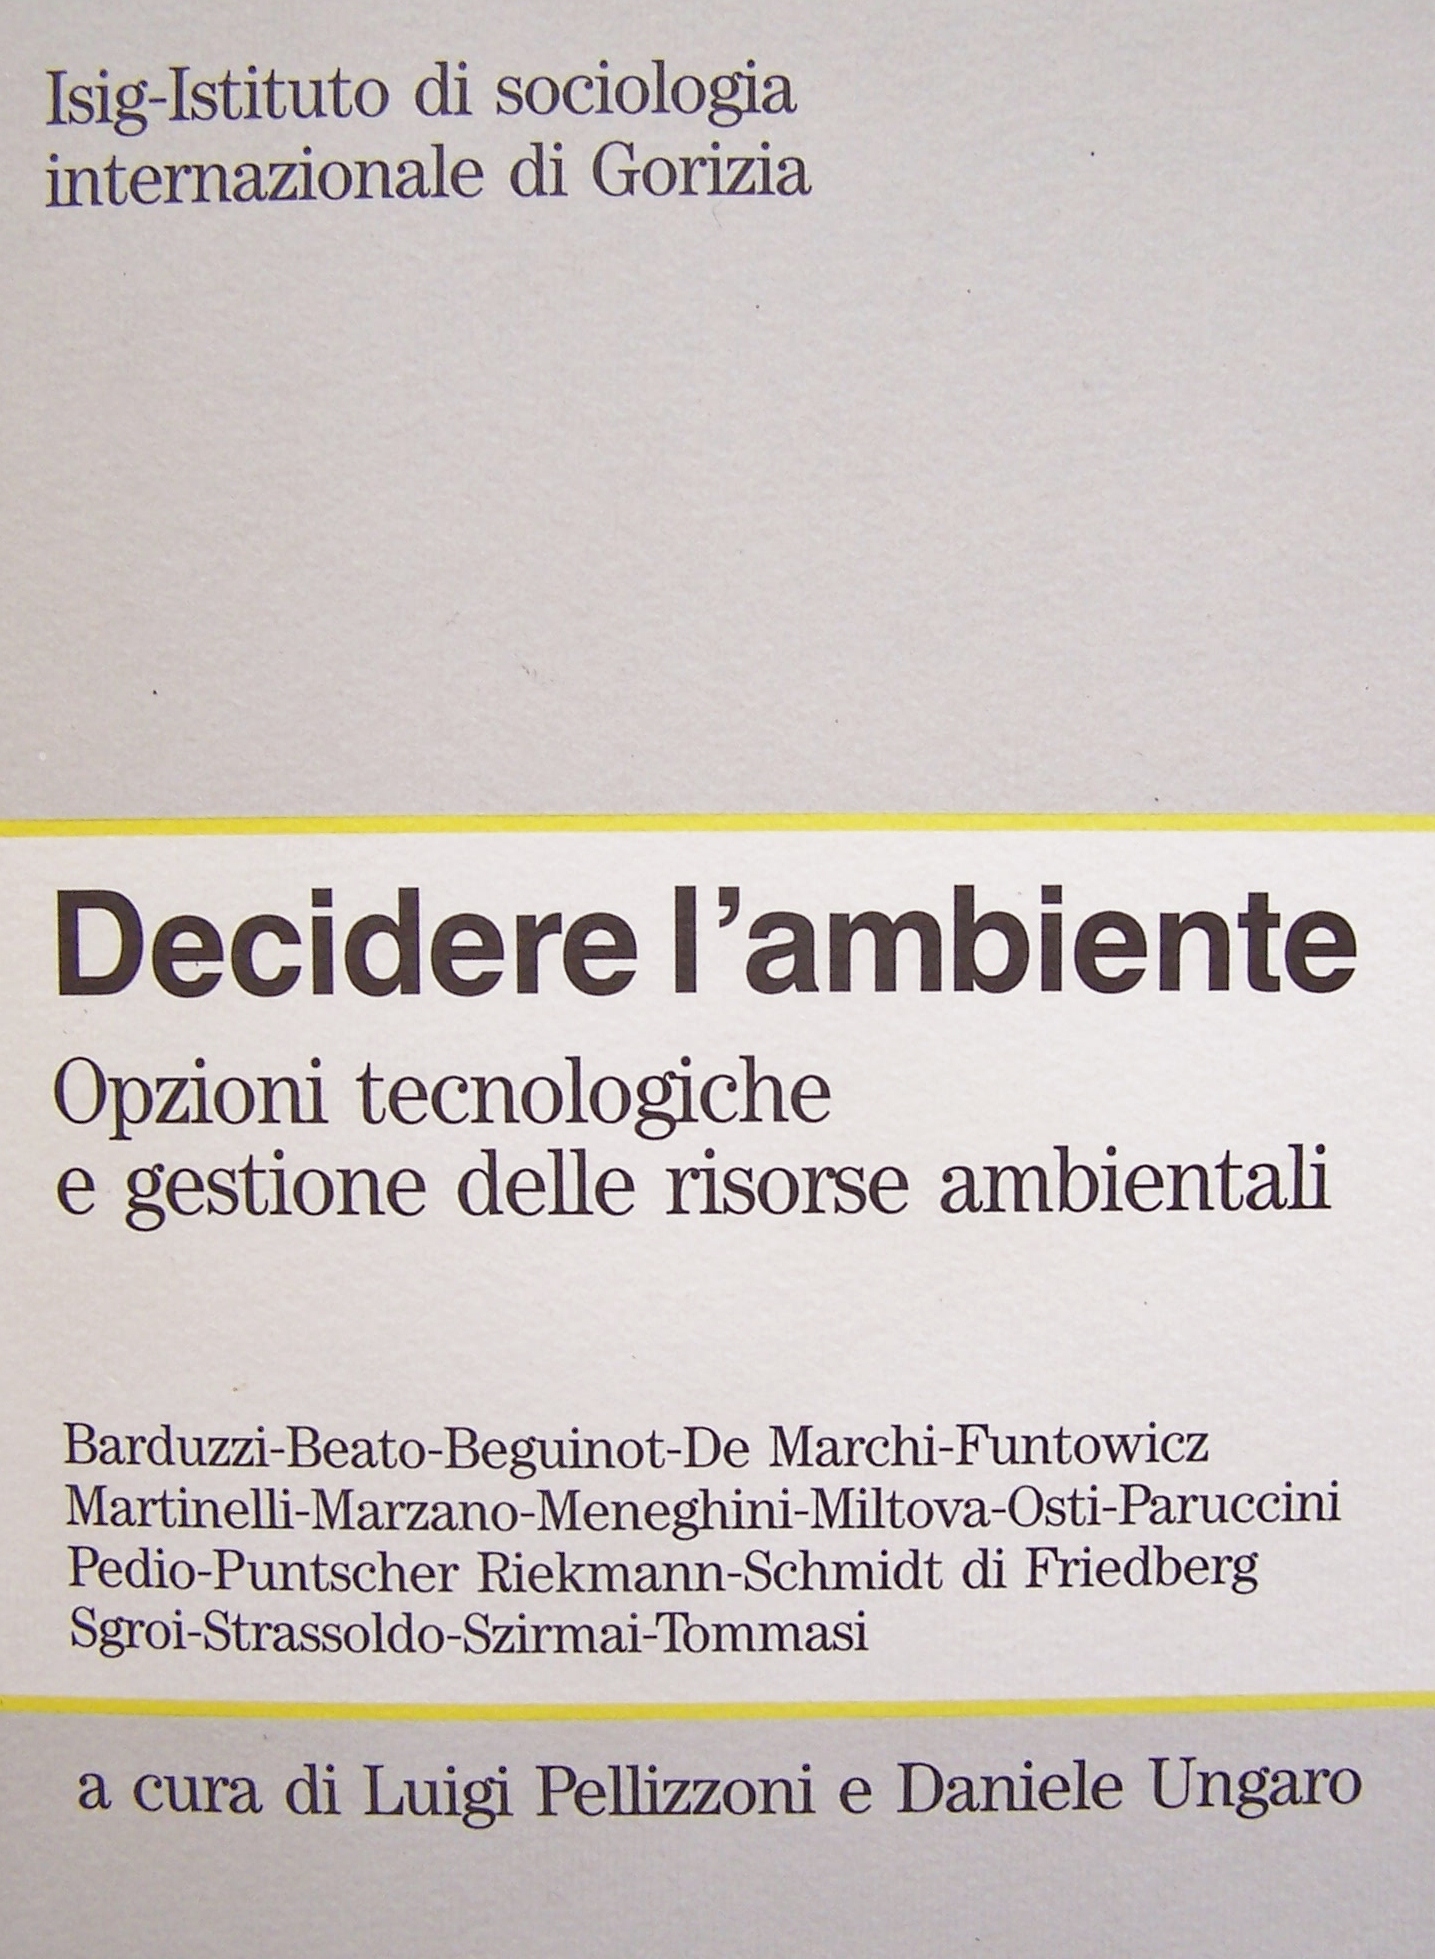 Isig-Istituto di sociologia
internazionale di Gorizia
Decidere l'ambiente
Opzioni tecnologiche
e gestione delle risorse ambientali
Barduzzi-Beato-Beguinot-De Marchi-Funtowicz
Martinelli-Marzano-Meneghini-Miltova-Osti-Paruccini
Pedio-Puntscher Riekmann-Schmidt di Friedberg
Sgroi-Strassoldo-Szirmai-Tommasi
a cura di Luigi Pellizzoni e Daniele Ungaro